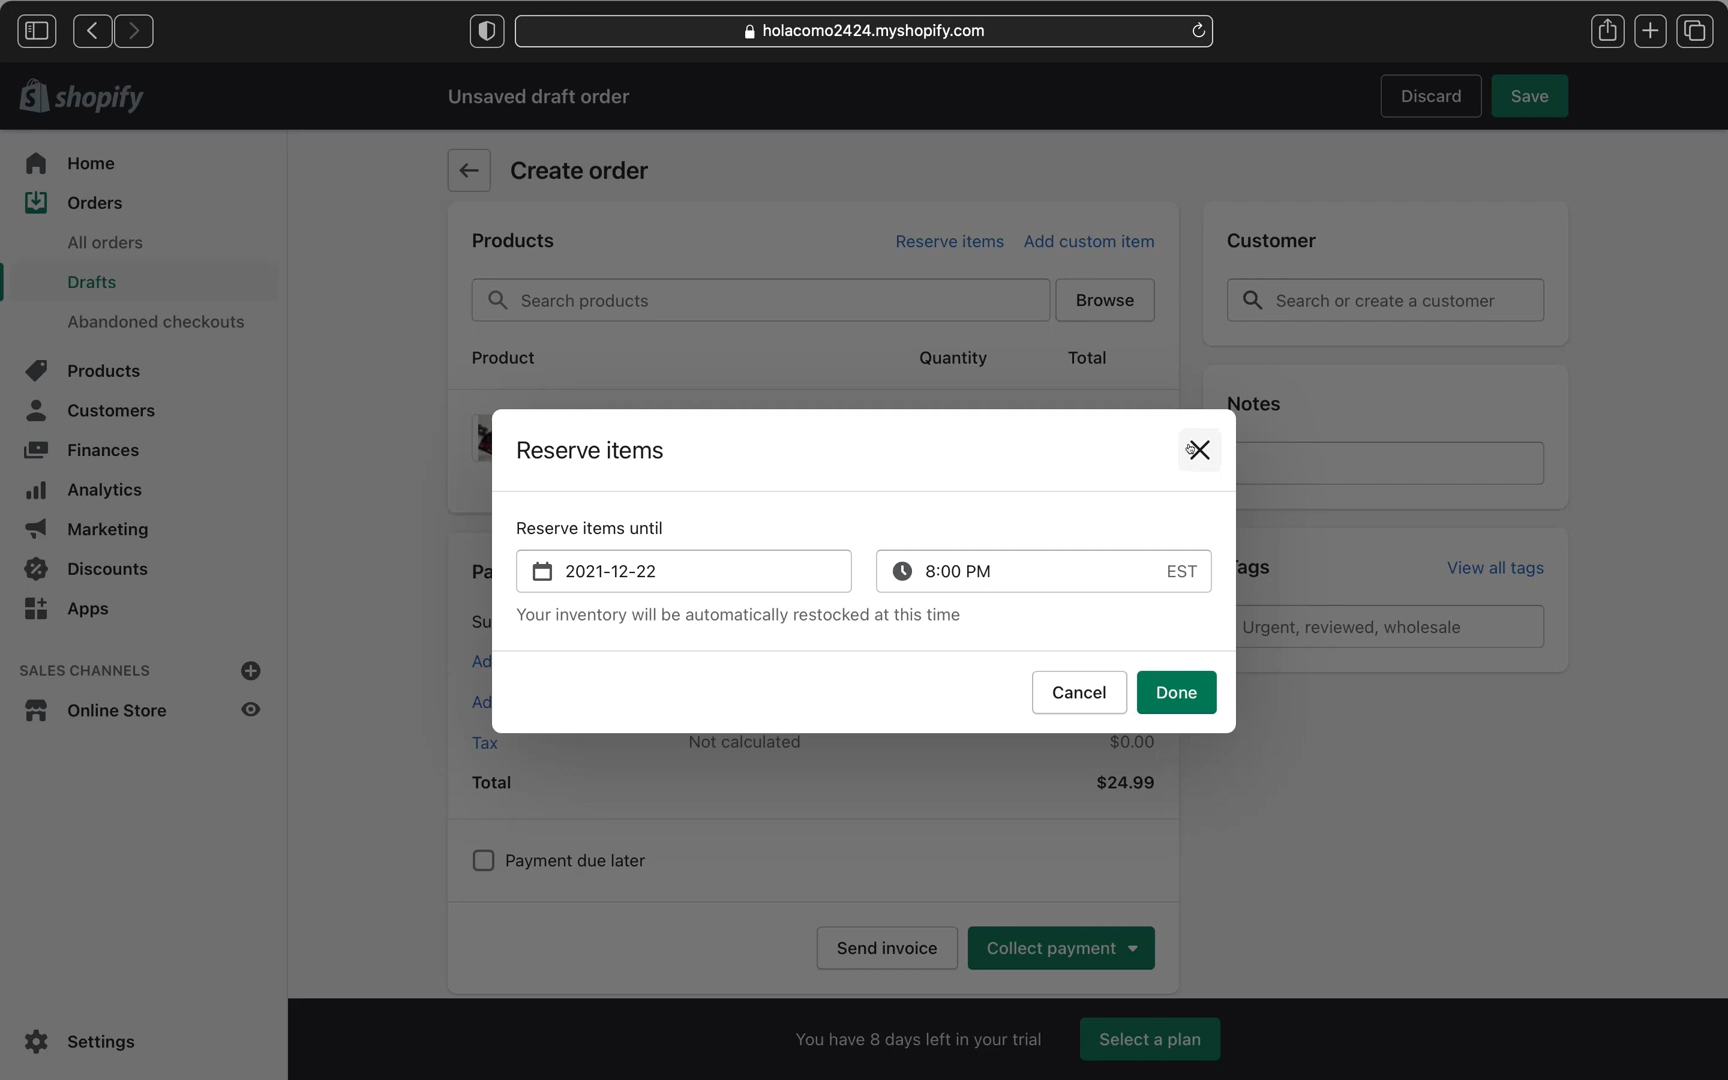 holacomo2424.myshopify.com
shopify
Unsaved draft order
Discard
Save
Home
Orders
All orders
Drafts
Abandoned checkouts
Products
Customers
Finances
Analytics
Marketing
Discounts
Apps
SALES CHANNELS
Online Store
Settings
Create order
Products
Reserve items
Add custom item
Search products
Browse
Product
Quantity
Total
Customer
Search or create a customer
Notes
View all tags
Urgent, reviewed, wholesale
Reserve items
Reserve items until
2021-12-22
8:00 PM
EST
Your inventory will be automatically restocked at this time
Cancel
Done
Tax
Not calculated
$0.00
Total
$24.99
Payment due later
Send invoice
Collect payment
You have 8 days left in your trial
Select a plan